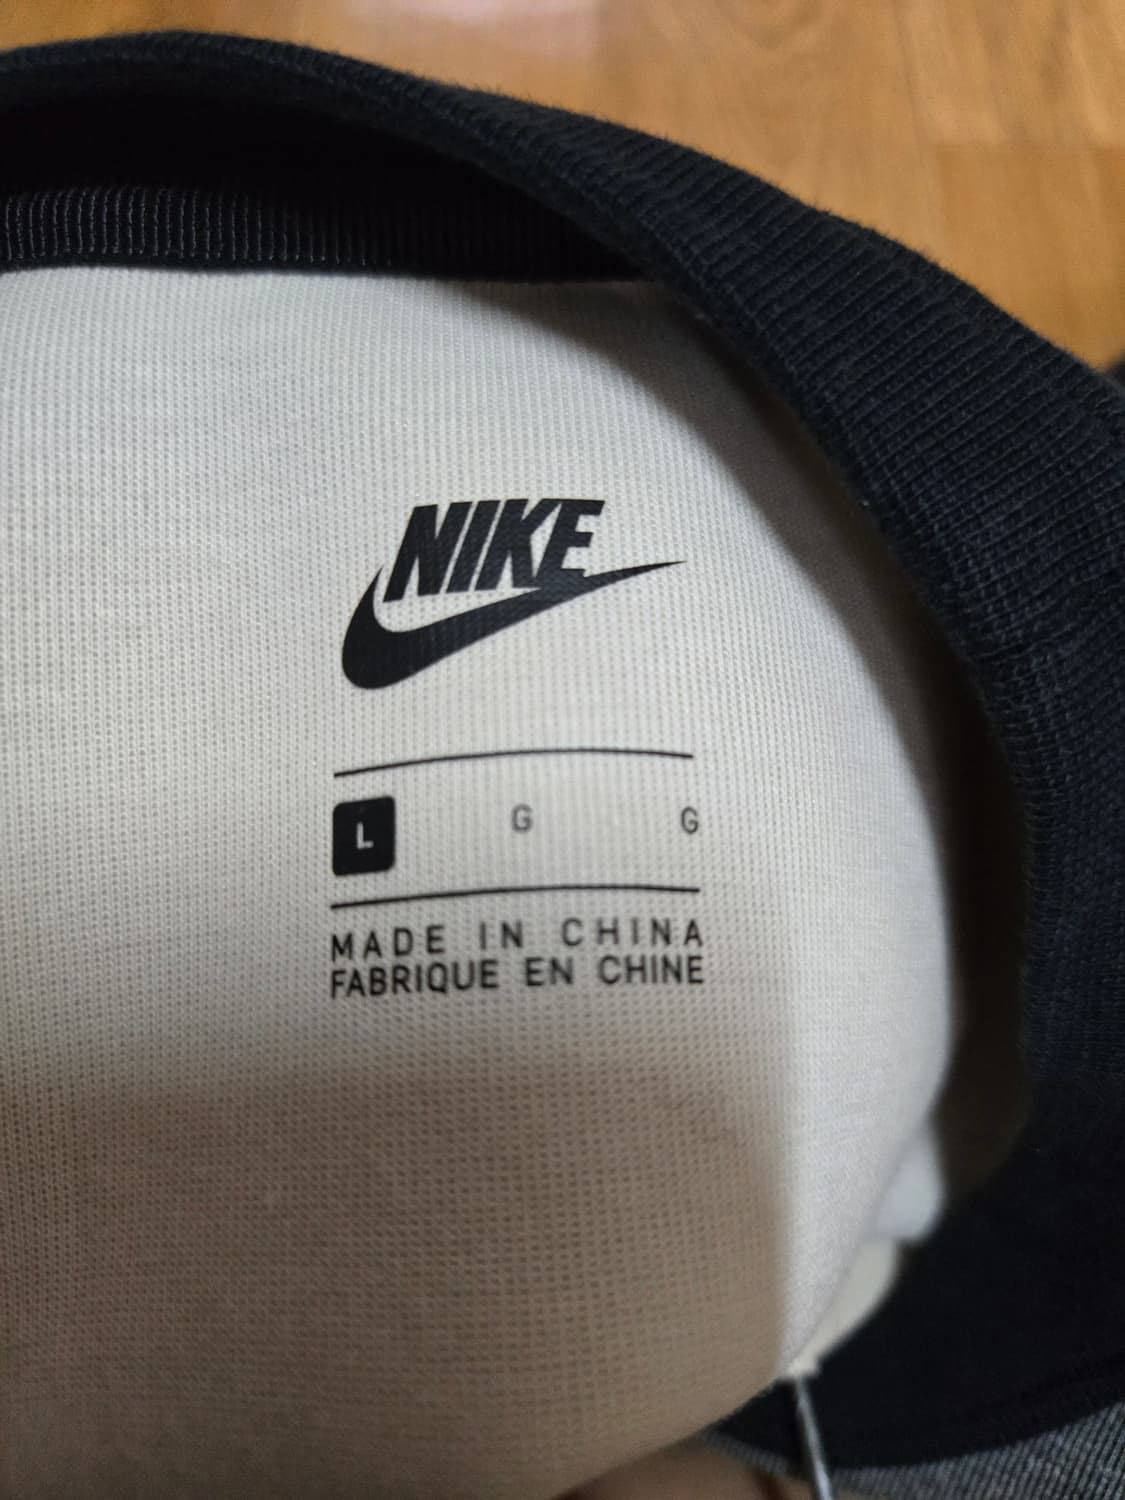 NIKE
L G G
MADE IN CHINA
FABRIQUE EN CHINE